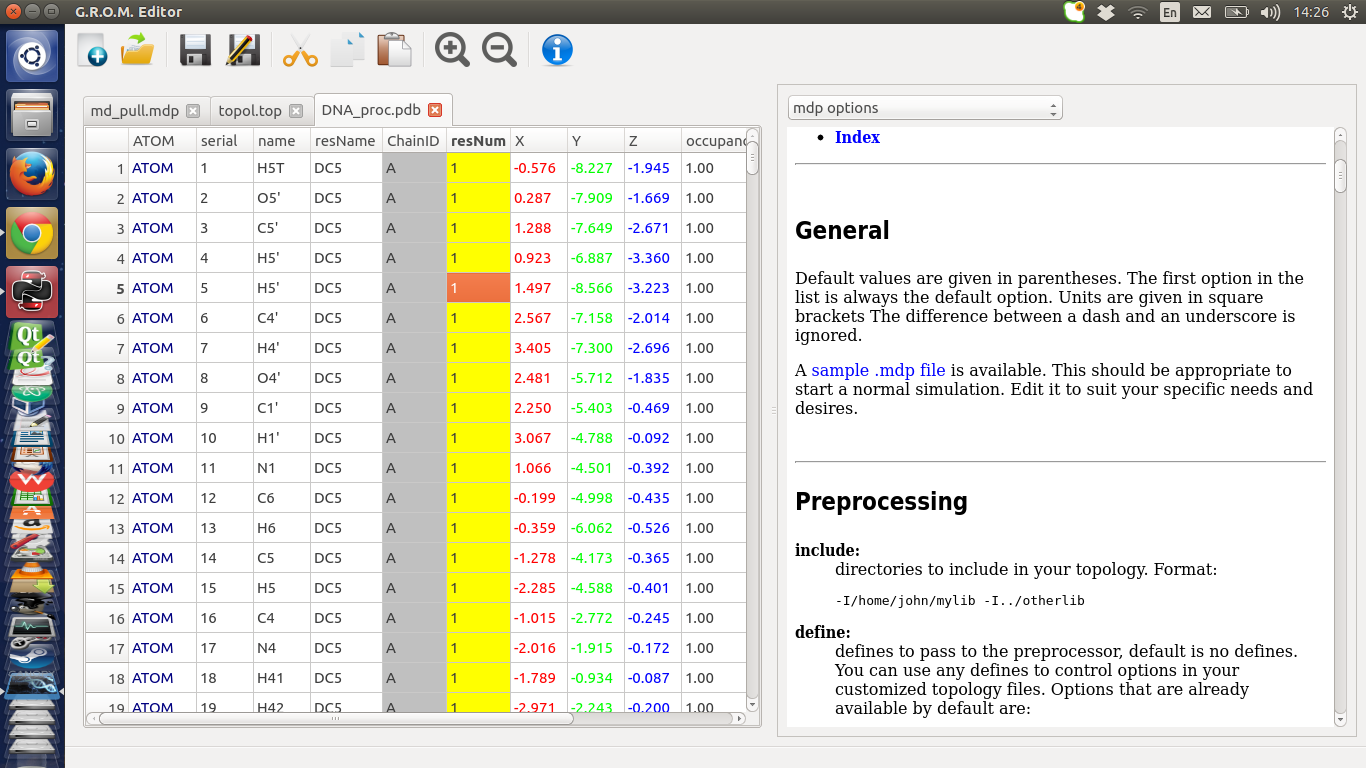 G.R.O.M. Editor
En
14:26
md_pull.mdp
topol.top
DNA_proc.pdb
ATOM serial name resName ChainID resNum X Y Z occupanc
1 ATOM 1 H5T DC5 A 1 -0.576 -8.227 -1.945 1.00
2 ATOM 2 O5' DC5 A 1 0.287 -7.909 -1.669 1.00
3 ATOM 3 C5' DC5 A 1 1.288 -7.649 -2.671 1.00
4 ATOM 4 H5' DC5 A 1 0.923 -6.887 -3.360 1.00
5 ATOM 5 H5' DC5 A 1 1.497 -8.566 -3.223 1.00
6 ATOM 6 C4' DC5 A 1 2.567 -7.158 -2.014 1.00
7 ATOM 7 H4' DC5 A 1 3.405 -7.300 -2.696 1.00
8 ATOM 8 O4' DC5 A 1 2.481 -5.712 -1.835 1.00
9 ATOM 9 C1' DC5 A 1 2.250 -5.403 -0.469 1.00
10 ATOM 10 H1' DC5 A 1 3.067 -4.788 -0.092 1.00
11 ATOM 11 N1 DC5 A 1 1.066 -4.501 -0.392 1.00
12 ATOM 12 C6 DC5 A 1 -0.199 -4.998 -0.435 1.00
13 ATOM 13 H6 DC5 A 1 -0.359 -6.062 -0.526 1.00
14 ATOM 14 C5 DC5 A 1 -1.278 -4.173 -0.365 1.00
15 ATOM 15 H5 DC5 A 1 -2.285 -4.588 -0.401 1.00
16 ATOM 16 C4 DC5 A 1 -1.015 -2.772 -0.245 1.00
17 ATOM 17 N4 DC5 A 1 -2.016 -1.915 -0.172 1.00
18 ATOM 18 H41 DC5 A 1 -1.789 -0.934 -0.087 1.00
19 ATOM 19 H42 DC5 A 1 -2.971 -2.243 -0.200 1.00
mdp options
Index
General
Default values are given in parentheses. The first option in the
list is always the default option. Units are given in square
brackets The difference between a dash and an underscore is
ignored.
A sample .mdp file is available. This should be appropriate to
start a normal simulation. Edit it to suit your specific needs and
desires.
Preprocessing
include:
directories to include in your topology. Format:
-I/home/john/mylib -I../otherlib
define:
defines to pass to the preprocessor, default is no defines.
You can use any defines to control options in your
customized topology files. Options that are already
available by default are: